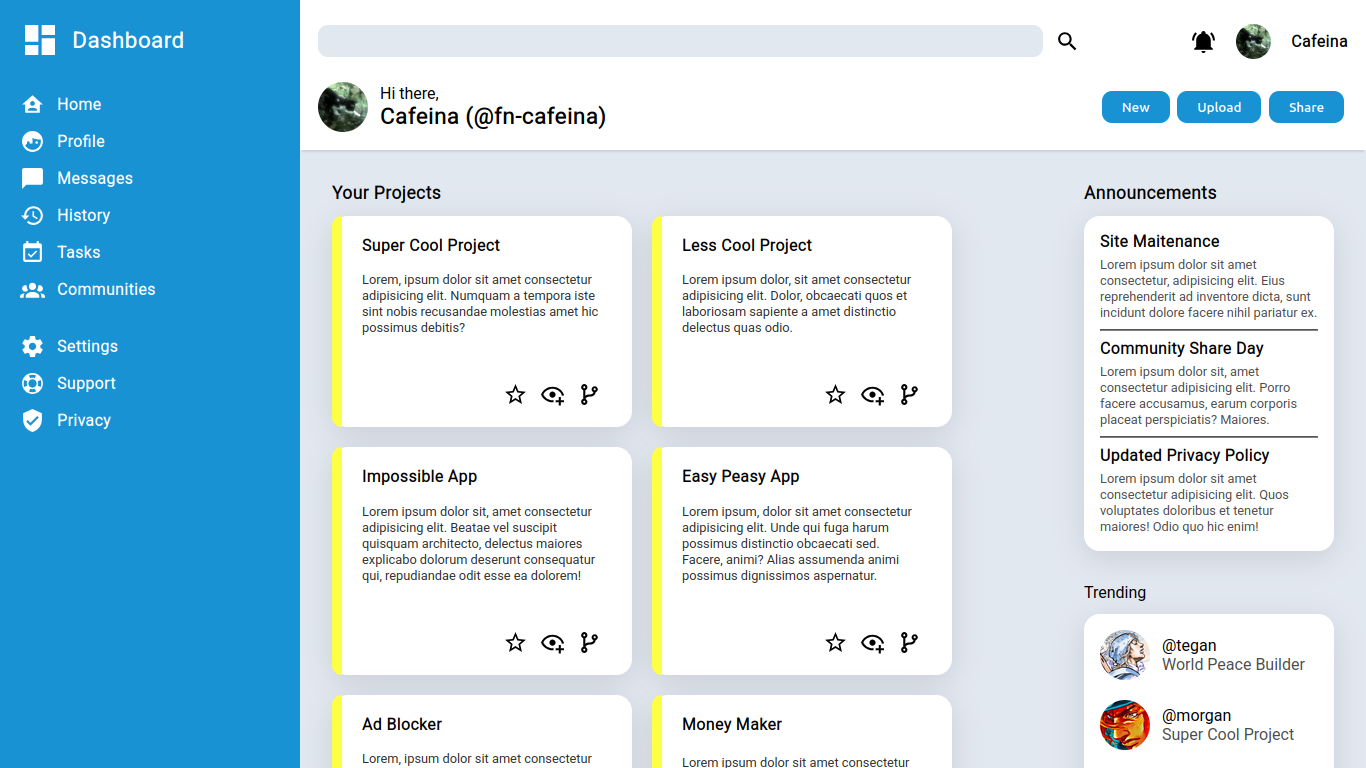 Dashboard
Home
Profile
Messages
History
Tasks
Communities
Settings
Support
Privacy
Cafeina
Hi there,
Cafeina (@fn-cafeina)
New
Upload
Share
Your Projects
Super Cool Project
Lorem, ipsum dolor sit amet consectetur
adipisicing elit. Numquam a tempora iste
sint nobis recusandae molestias amet hic
possimus debitis?
Less Cool Project
Lorem ipsum dolor, sit amet consectetur
adipisicing elit. Dolor, obcaecati quos et
laboriosam sapiente a amet distinctio
delectus quas odio.
Impossible App
Lorem ipsum dolor sit, amet consectetur
adipisicing elit. Beatae vel suscipit
quisquam architecto, delectus maiores
explicabo dolorum deserunt consequatur
qui, repudiandae odit esse ea dolorem!
Easy Peasy App
Lorem ipsum, dolor sit amet consectetur
adipisicing elit. Unde qui fuga harum
possimus distinctio obcaecati sed.
Facere, animi? Alias assumenda animi
possimus dignissimos aspernatur.
Ad Blocker
Lorem, ipsum dolor sit amet consectetur
Money Maker
Lorem ipsum dolor sit amet consectetur
Announcements
Site Maitenance
Lorem ipsum dolor sit amet
consectetur, adipisicing elit. Eius
reprehenderit ad inventore dicta, sunt
incidunt dolore facere nihil pariatur ex.
Community Share Day
Lorem ipsum dolor sit, amet
consectetur adipisicing elit. Porro
facere accusamus, earum corporis
placeat perspiciatis? Maiores.
Updated Privacy Policy
Lorem ipsum dolor sit amet
consectetur adipisicing elit. Quos
voluptates doloribus et tenetur
maiores! Odio quo hic enim!
Trending
@tegan
World Peace Builder
@morgan
Super Cool Project